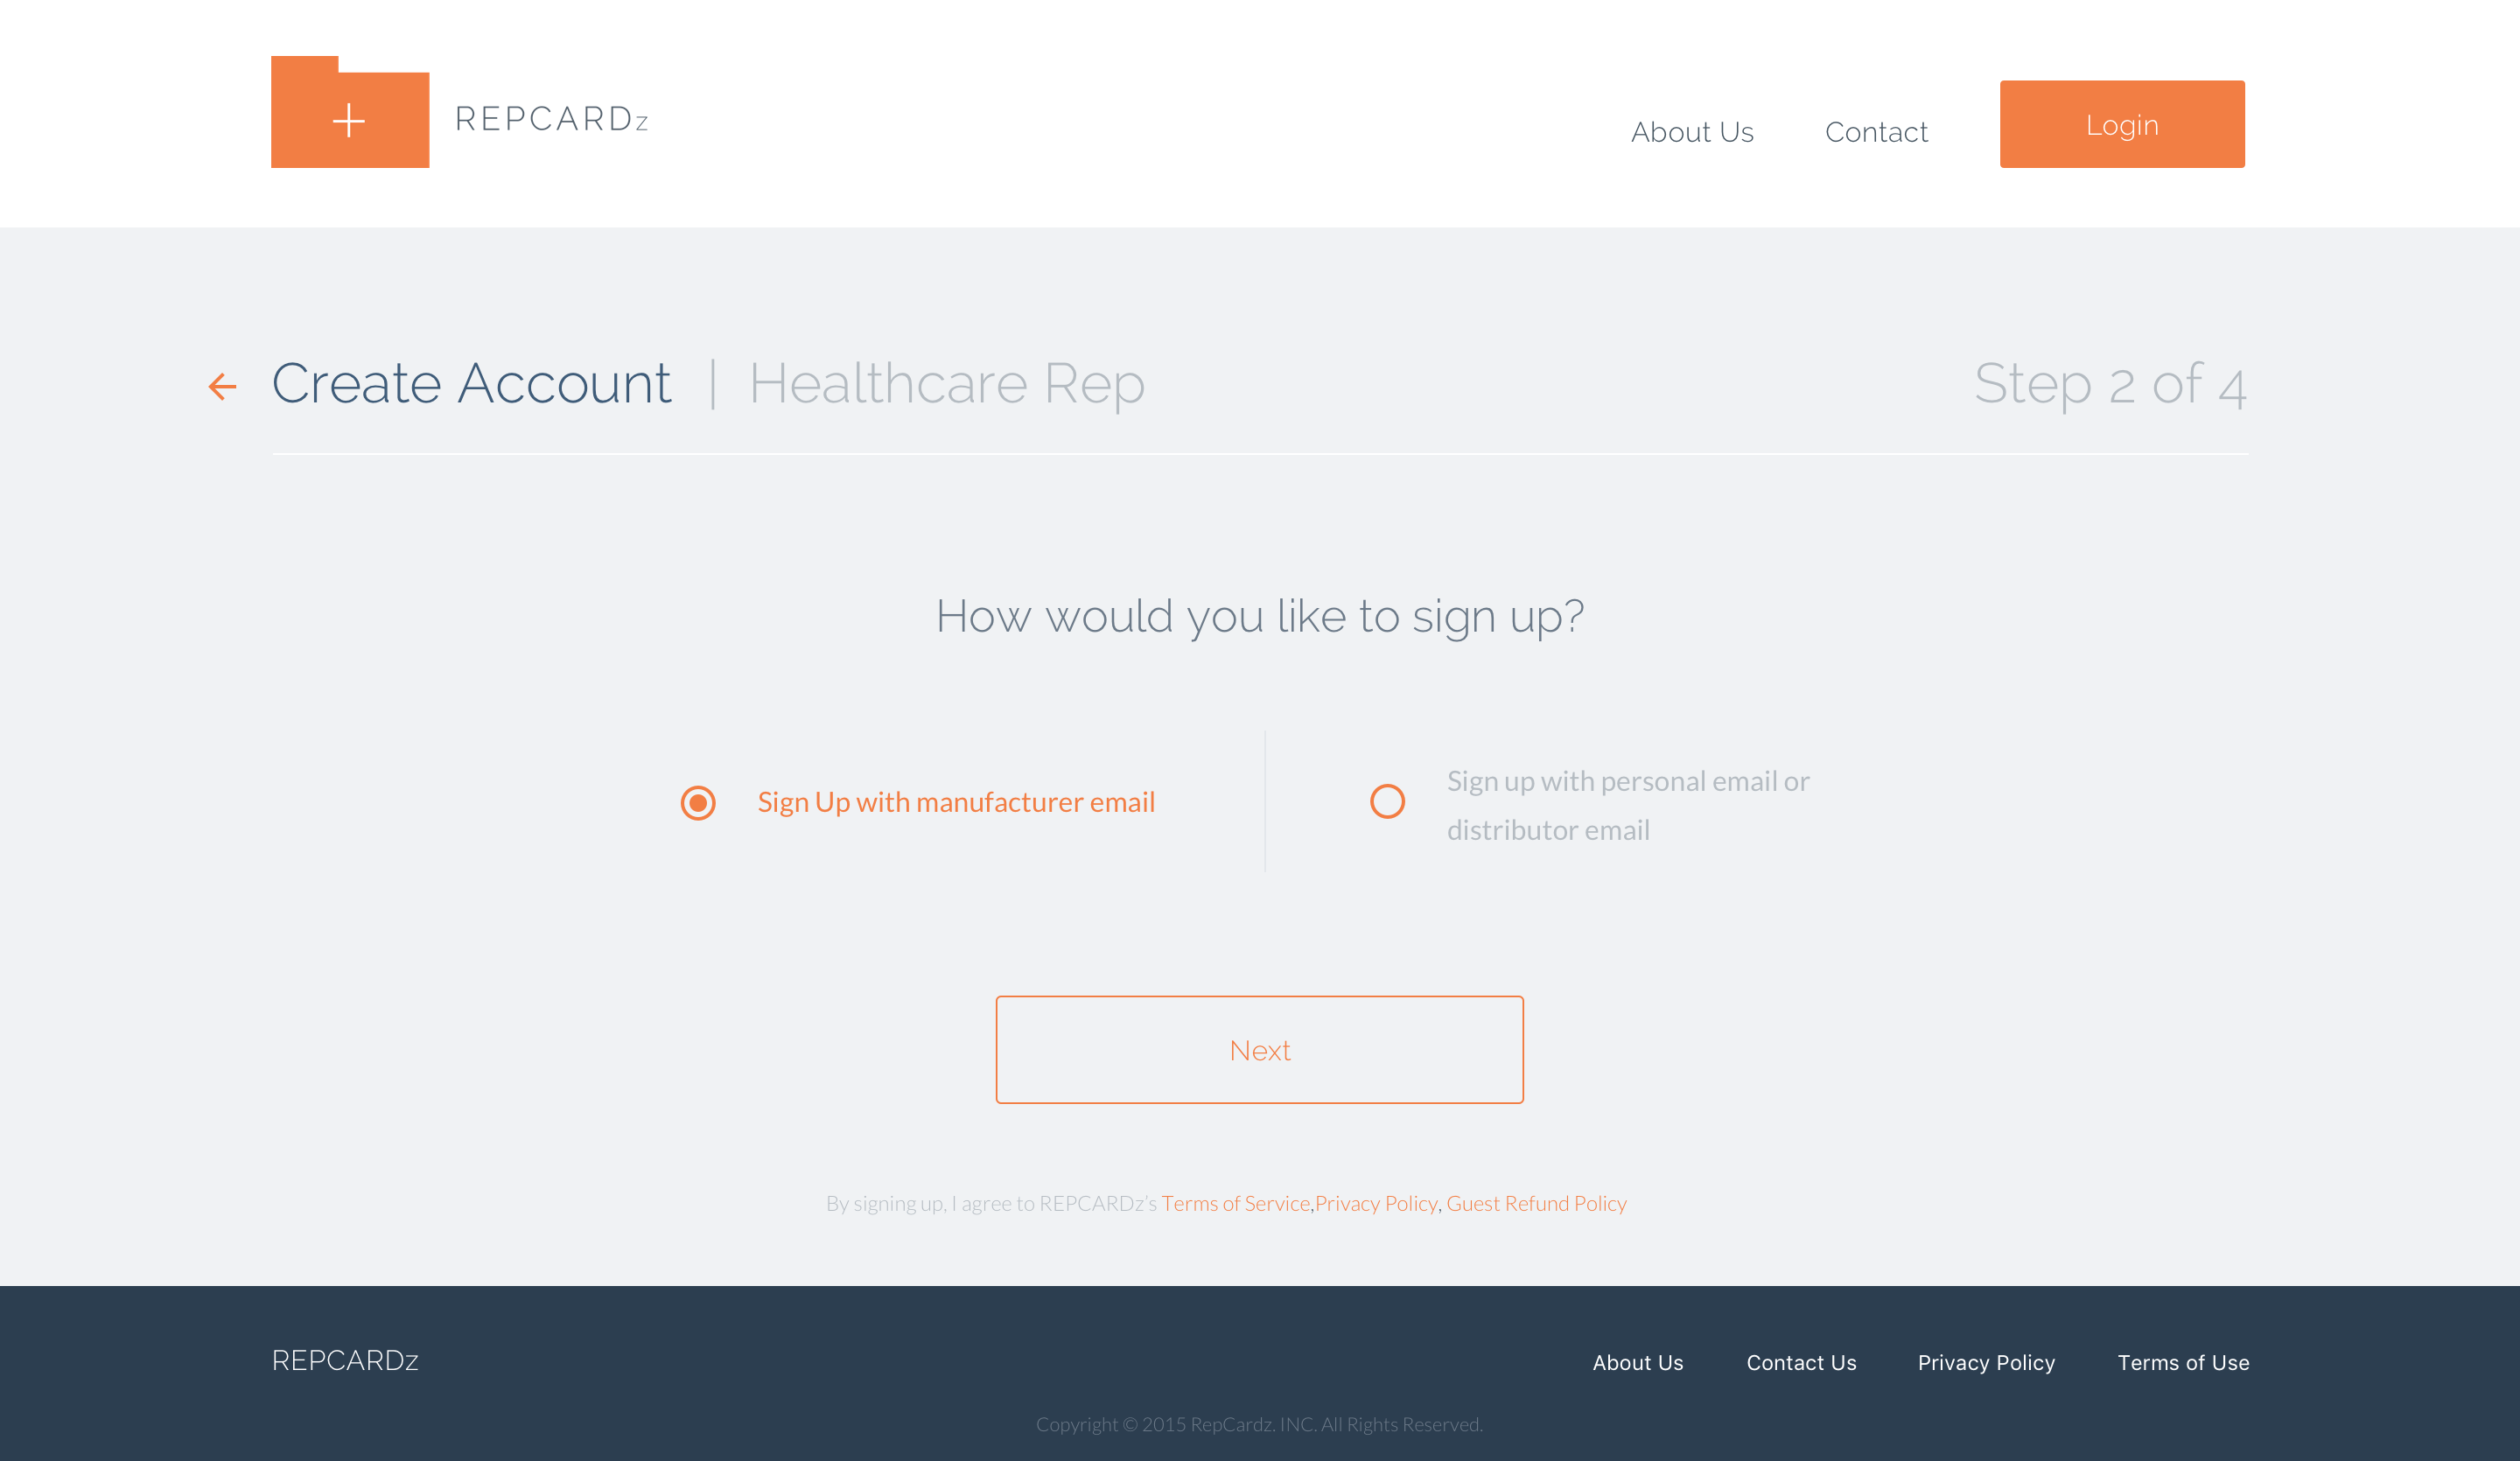 REPCARDz
About Us
Contact
Login
Create Account | Healthcare Rep
Step 2 of 4
How would you like to sign up?
Sign Up with manufacturer email
Sign up with personal email or
distributor email
Next
By signing up, I agree to REPCARDz’s Terms of Service,Privacy Policy, Guest Refund Policy
REPCARDz
About Us
Contact Us
Privacy Policy
Terms of Use
Copyright © 2015 RepCardz. INC. All Rights Reserved.